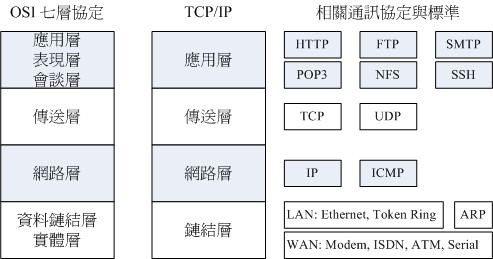 OSI 七層協定
TCP/IP
相關通訊協定與標準
應用層
表現層
會談層
應用層
HTTP
FTP
SMTP
POP3
NFS
SSH
傳送層
傳送層
TCP
UDP
網路層
網路層
IP
ICMP
資料鏈結層
實體層
鏈結層
LAN: Ethernet, Token Ring
ARP
WAN: Modem, ISDN, ATM, Serial